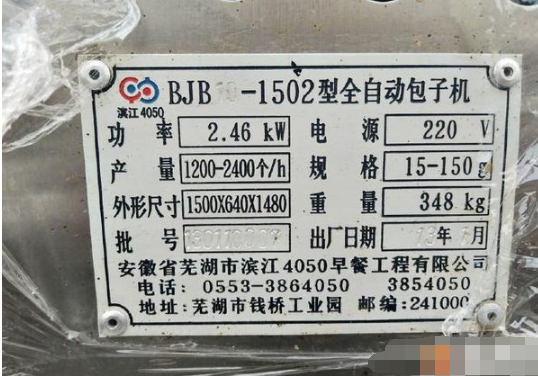 滨江4050
BJB -1502型全自动包子机
功率 2.46 kW 电源 220 V
产量 1200-2400个/h 规格 15-150g
外形尺寸 1500X640X1480 重量 348 kg
批号 出厂日期 年 月
安徽省芜湖市滨江4050早餐工程有限公司
电话: 0553-3864050 3854050
地址: 芜湖市钱桥工业园 邮编: 241000